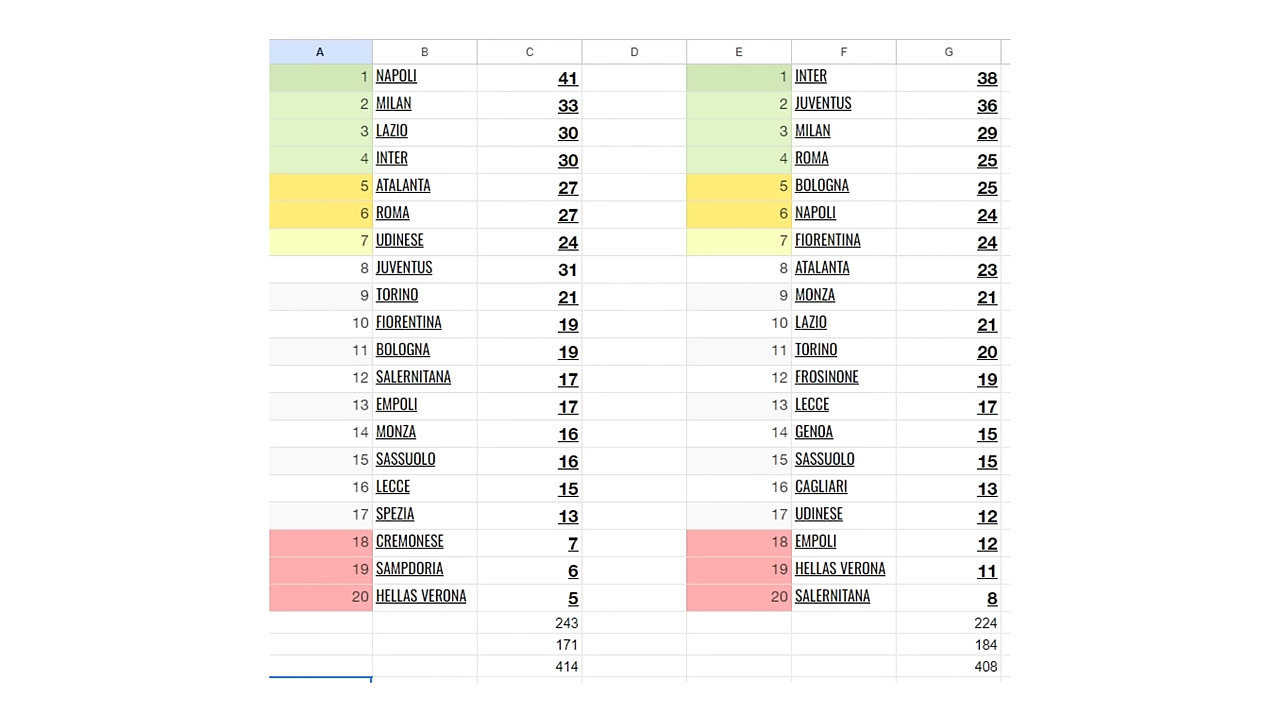 A B C D E F G
1 NAPOLI 41 1 INTER 38
2 MILAN 33 2 JUVENTUS 36
3 LAZIO 30 3 MILAN 29
4 INTER 30 4 ROMA 25
5 ATALANTA 27 5 BOLOGNA 25
6 ROMA 27 6 NAPOLI 24
7 UDINESE 24 7 FIORENTINA 24
8 JUVENTUS 31 8 ATALANTA 23
9 TORINO 21 9 MONZA 21
10 FIORENTINA 19 10 LAZIO 21
11 BOLOGNA 19 11 TORINO 20
12 SALERNITANA 17 12 FROSINONE 19
13 EMPOLI 17 13 LECCE 17
14 MONZA 16 14 GENOA 15
15 SASSUOLO 16 15 SASSUOLO 15
16 LECCE 15 16 CAGLIARI 13
17 SPEZIA 13 17 UDINESE 12
18 CREMONESE 7 18 EMPOLI 12
19 SAMPDORIA 6 19 HELLAS VERONA 11
20 HELLAS VERONA 5 20 SALERNITANA 8
243 224
171 184
414 408